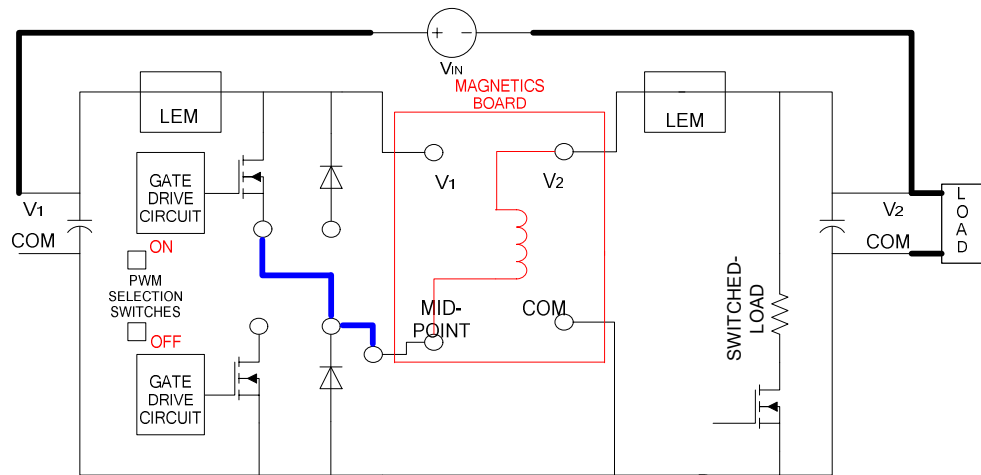 + −
VIN
MAGNETICS
BOARD
LEM
LEM
GATE
DRIVE
CIRCUIT
V1
V2
V1
COM
ON
PWM
SELECTION
SWITCHES
OFF
MID-
POINT
COM
GATE
DRIVE
CIRCUIT
SWITCHED-
LOAD
V2
COM
LOAD